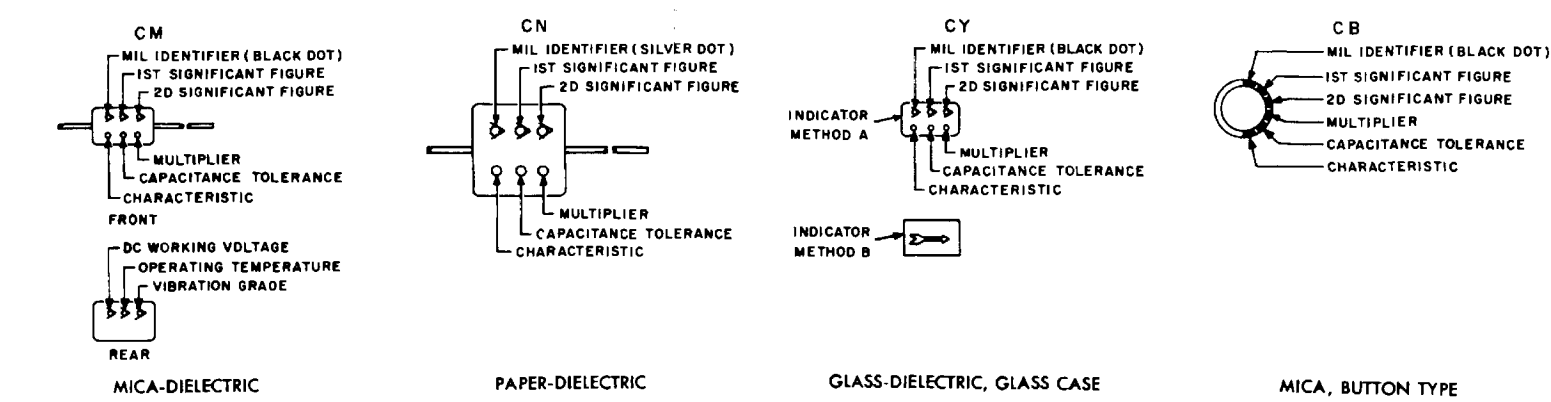 CM
MIL IDENTIFIER (BLACK DOT)
1ST SIGNIFICANT FIGURE
2D SIGNIFICANT FIGURE
MULTIPLIER
CAPACITANCE TOLERANCE
CHARACTERISTIC
FRONT
DC WORKING VOLTAGE
OPERATING TEMPERATURE
VIBRATION GRADE
REAR
MICA-DIELECTRIC
CN
MIL IDENTIFIER (SILVER DOT)
1ST SIGNIFICANT FIGURE
2D SIGNIFICANT FIGURE
MULTIPLIER
CAPACITANCE TOLERANCE
CHARACTERISTIC
PAPER-DIELECTRIC
CY
MIL IDENTIFIER (BLACK DOT)
1ST SIGNIFICANT FIGURE
2D SIGNIFICANT FIGURE
INDICATOR
METHOD A
MULTIPLIER
CAPACITANCE TOLERANCE
CHARACTERISTIC
INDICATOR
METHOD B
GLASS-DIELECTRIC, GLASS CASE
CB
MIL IDENTIFIER (BLACK DOT)
1ST SIGNIFICANT FIGURE
2D SIGNIFICANT FIGURE
MULTIPLIER
CAPACITANCE TOLERANCE
CHARACTERISTIC
MICA, BUTTON TYPE